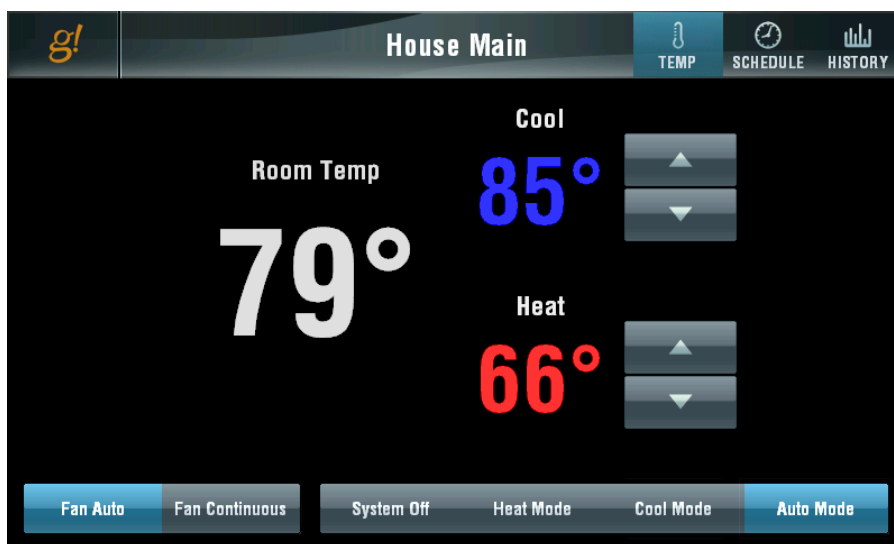 g!
House Main
TEMP
SCHEDULE
HISTORY
Room Temp
79°
Cool
85°
Heat
66°
Fan Auto
Fan Continuous
System Off
Heat Mode
Cool Mode
Auto Mode